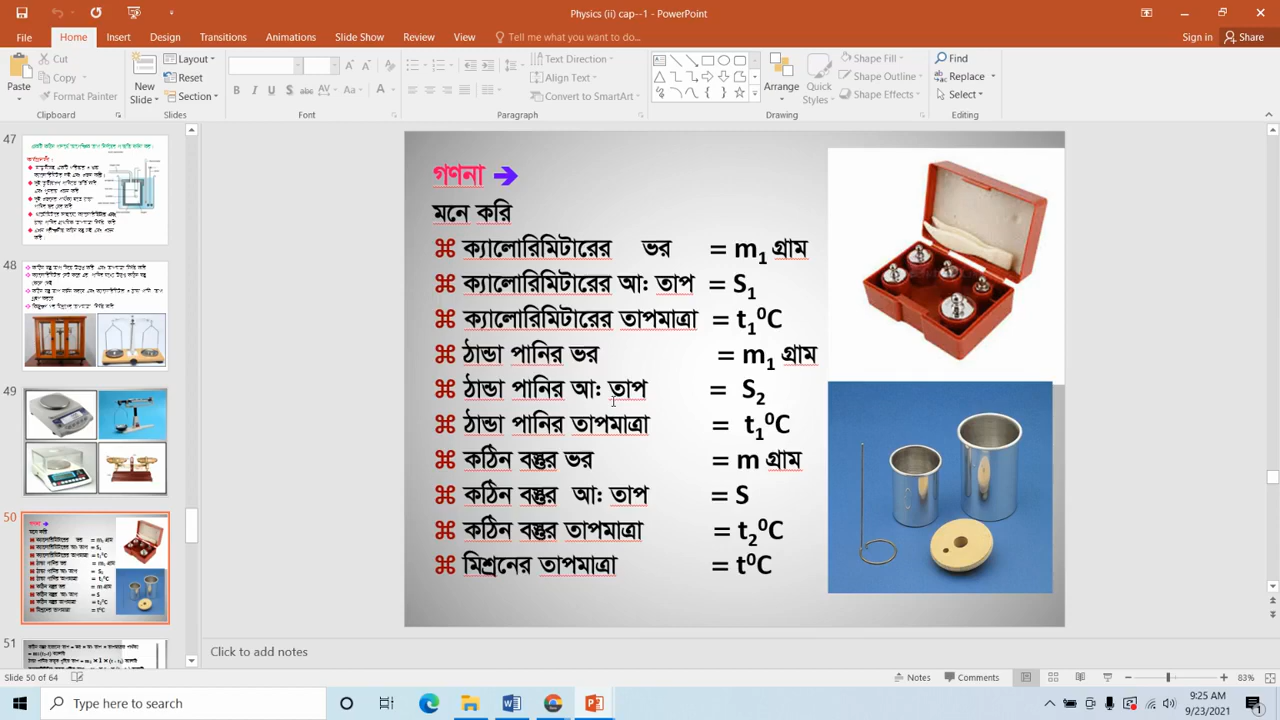 Physics (ii) cap--1 - PowerPoint
File Home Insert Design Transitions Animations Slide Show Review View Tell me what you want to do... Sign in Share
Paste Cut Copy Format Painter Clipboard
New Slide Layout Reset Section Slides
Font
Text Direction Align Text Convert to SmartArt Paragraph
Arrange Quick Styles Shape Fill Shape Outline Shape Effects Drawing
Find Replace Select Editing
47
48
49
50
51
গণনা
মনে করি
ক্যালোরিমিটারের ভর = m₁ গ্রাম
ক্যালোরিমিটারের আ: তাপ = S₁
ক্যালোরিমিটারের তাপমাত্রা = t₁⁰C
ঠান্ডা পানির ভর = m₁ গ্রাম
ঠান্ডা পানির আ: তাপ = S₂
ঠান্ডা পানির তাপমাত্রা = t₁⁰C
কঠিন বস্তুর ভর = m গ্রাম
কঠিন বস্তুর আ: তাপ = S
কঠিন বস্তুর তাপমাত্রা = t₂⁰C
মিশ্রনের তাপমাত্রা = t⁰C
Click to add notes
Slide 50 of 64 Notes Comments 83%
Type here to search
9:25 AM
9/23/2021